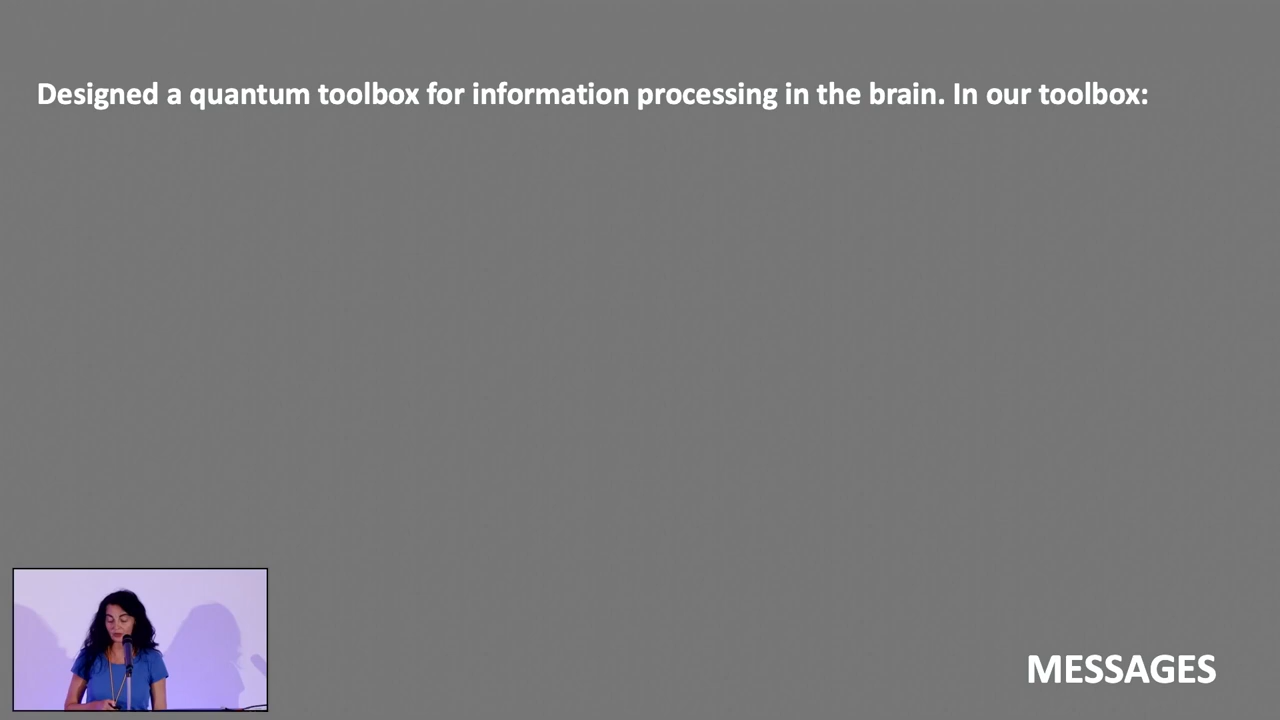 Designed a quantum toolbox for information processing in the brain. In our toolbox:
MESSAGES